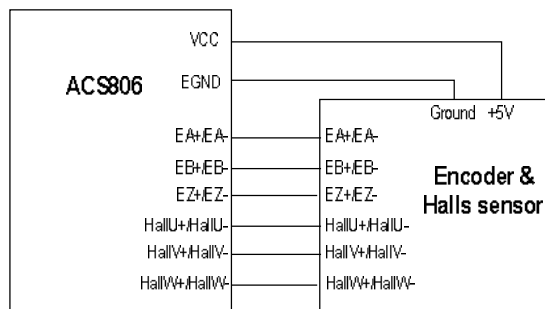 VCC
ACS806
EGND
Ground +5V
EA+/EA-
EA+/EA-
EB+/EB-
EB+/EB-
EZ+/EZ-
EZ+/EZ-
Encoder &
Halls sensor
HallU+/HallU-
HallU+/HallU-
HallV+/HallV-
HallV+/HallV-
HallW+/HallW-
HallW+/HallW-